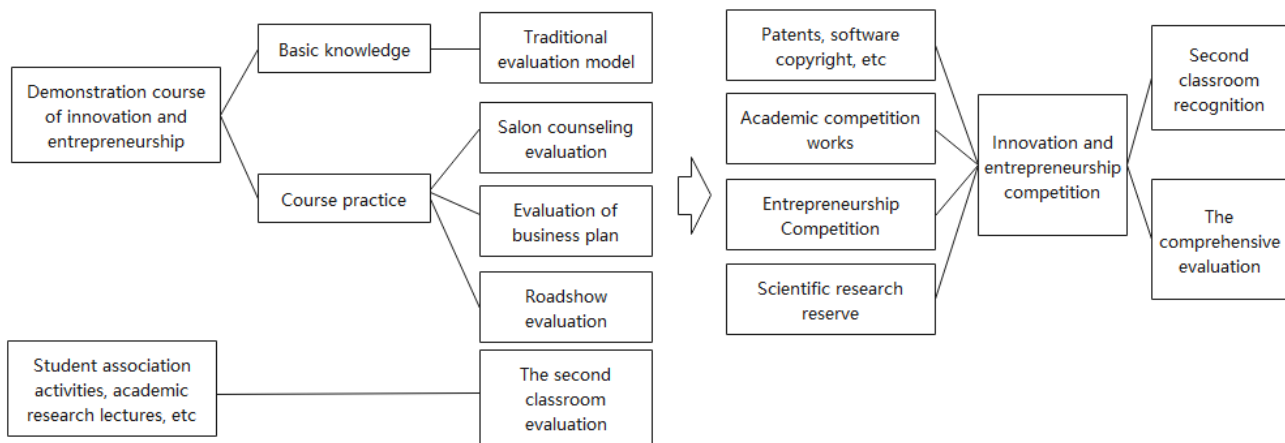 Demonstration course
of innovation and
entrepreneurship
Basic knowledge
Traditional
evaluation model
Course practice
Salon counseling
evaluation
Evaluation of
business plan
Roadshow
evaluation
Student association
activities, academic
research lectures, etc
The second
classroom
evaluation
Patents, software
copyright, etc
Academic competition
works
Entrepreneurship
Competition
Scientific research
reserve
Innovation and
entrepreneurship
competition
Second
classroom
recognition
The
comprehensive
evaluation